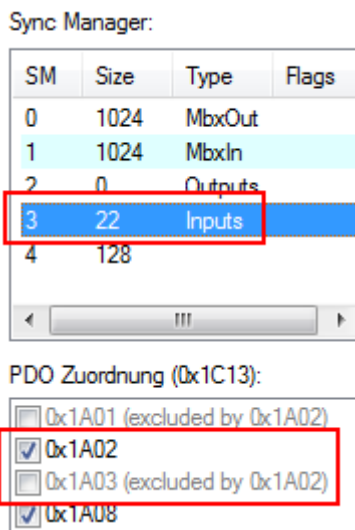 Sync Manager:
SM Size Type Flags
0 1024 MbxOut
1 1024 MbxIn
2 0 Outputs
3 22 Inputs
4 128
PDO Zuordnung (0x1C13):
0x1A01 (excluded by 0x1A02)
0x1A02
0x1A03 (excluded by 0x1A02)
0x1A08